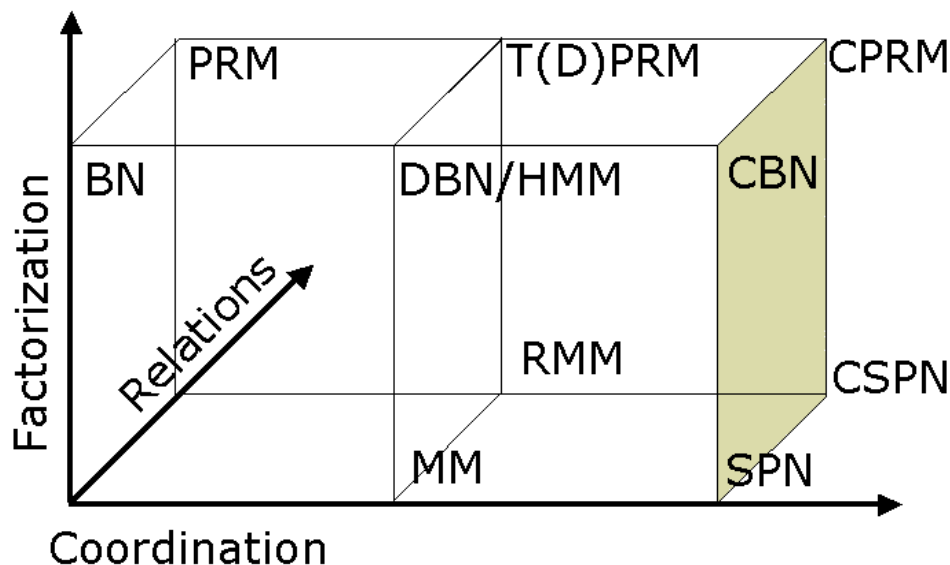 PRM
T(D)PRM
CPRM
BN
DBN/HMM
CBN
Factorization
Relations
RMM
CSPN
MM
SPN
Coordination